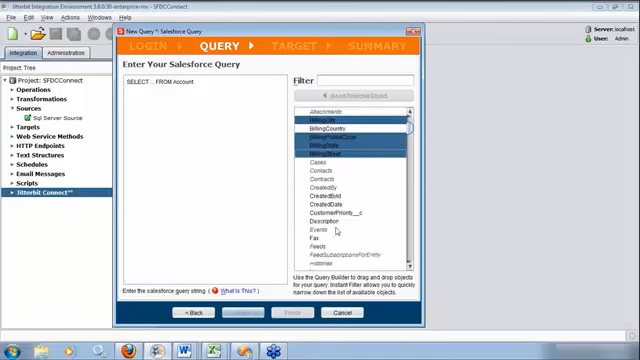 Jitterbit Integration Environment 3.8.0.30-enterprise-mx    Project: SFDCConnect
File Edit View Actions Windows Help
Server: localhost
User: Admin
Integration Administration
Project Tree
Project: SFDCConnect
Operations
Transformations
Sources
Sql Server Source
Targets
Web Service Methods
HTTP Endpoints
Text Structures
Schedules
Email Messages
Scripts
Jitterbit Connect™
New Query *: Salesforce Query
LOGIN QUERY TARGET SUMMARY
Enter Your Salesforce Query
SELECT .. FROM Account
Filter
Attachments
BillingCity
BillingCountry
BillingPostalCode
BillingState
BillingStreet
Cases
Contacts
Contracts
CreatedBy
CreatedById
CreatedDate
CustomerPriority__c
Description
Events
Fax
Feeds
FeedSubscriptionsForEntity
Histories
Use the Query Builder to drag and drop objects
for your query. Instant Filter allows you to quickly
narrow down the list of available objects.
Enter the salesforce query string What Is This?
Back Finish Cancel